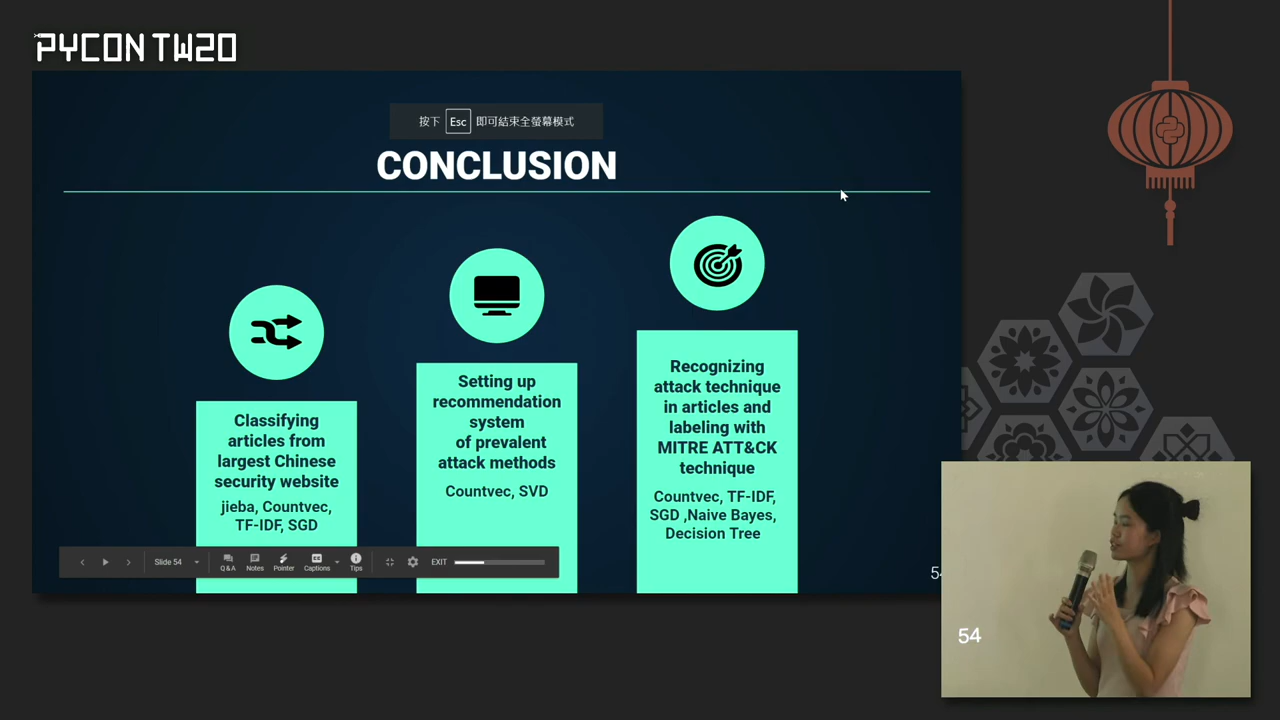 PYCON TW20
按下 Esc 即可結束全螢幕模式
CONCLUSION
Classifying
articles from
largest Chinese
security website
jieba, Countvec,
TF-IDF, SGD
Setting up
recommendation
system
of prevalent
attack methods
Countvec, SVD
Recognizing
attack technique
in articles and
labeling with
MITRE ATT&CK
technique
Countvec, TF-IDF,
SGD ,Naive Bayes,
Decision Tree
Slide 54
Q&A
Notes
Pointer
Captions
Tips
EXIT
54
54